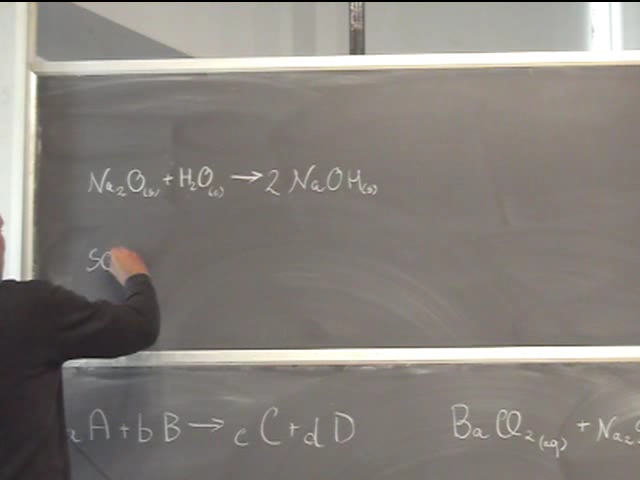 Na₂O(s) + H₂O(l) → 2 NaOH(s)
SO
aA + bB → cC + dD
BaCl₂(aq) + Na₂